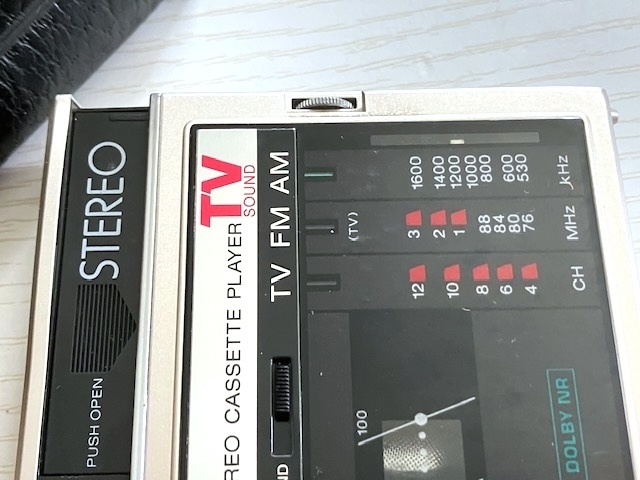 STEREO
PUSH OPEN
TV
SOUND
REO CASSETTE PLAYER
TV FM AM
ND
1600 1400 1200 1000 800 600 530 kHz
(TV) 3 2 1 88 84 80 76 MHz
12 10 8 6 4 CH
100
DOLBY NR